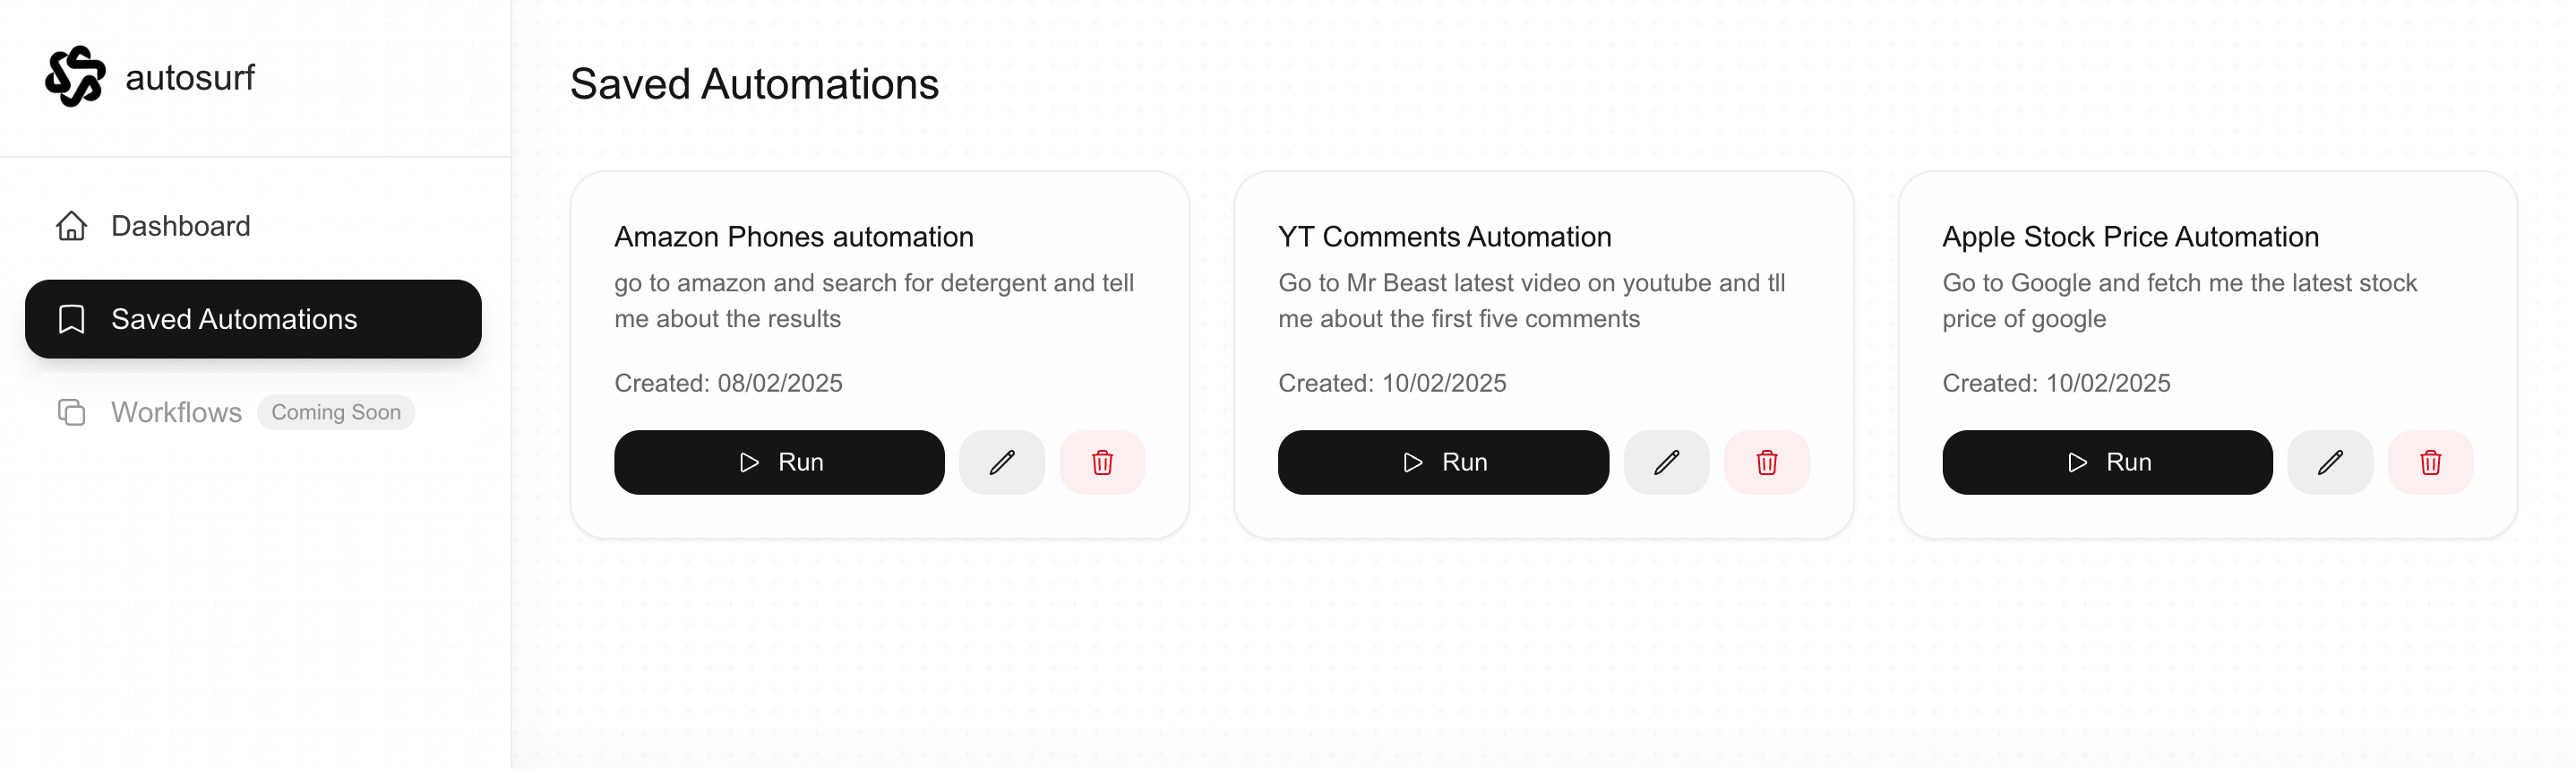 autosurf
Dashboard
Saved Automations
Workflows Coming Soon
Saved Automations
Amazon Phones automation
go to amazon and search for detergent and tell
me about the results
Created: 08/02/2025
Run
YT Comments Automation
Go to Mr Beast latest video on youtube and tll
me about the first five comments
Created: 10/02/2025
Run
Apple Stock Price Automation
Go to Google and fetch me the latest stock
price of google
Created: 10/02/2025
Run